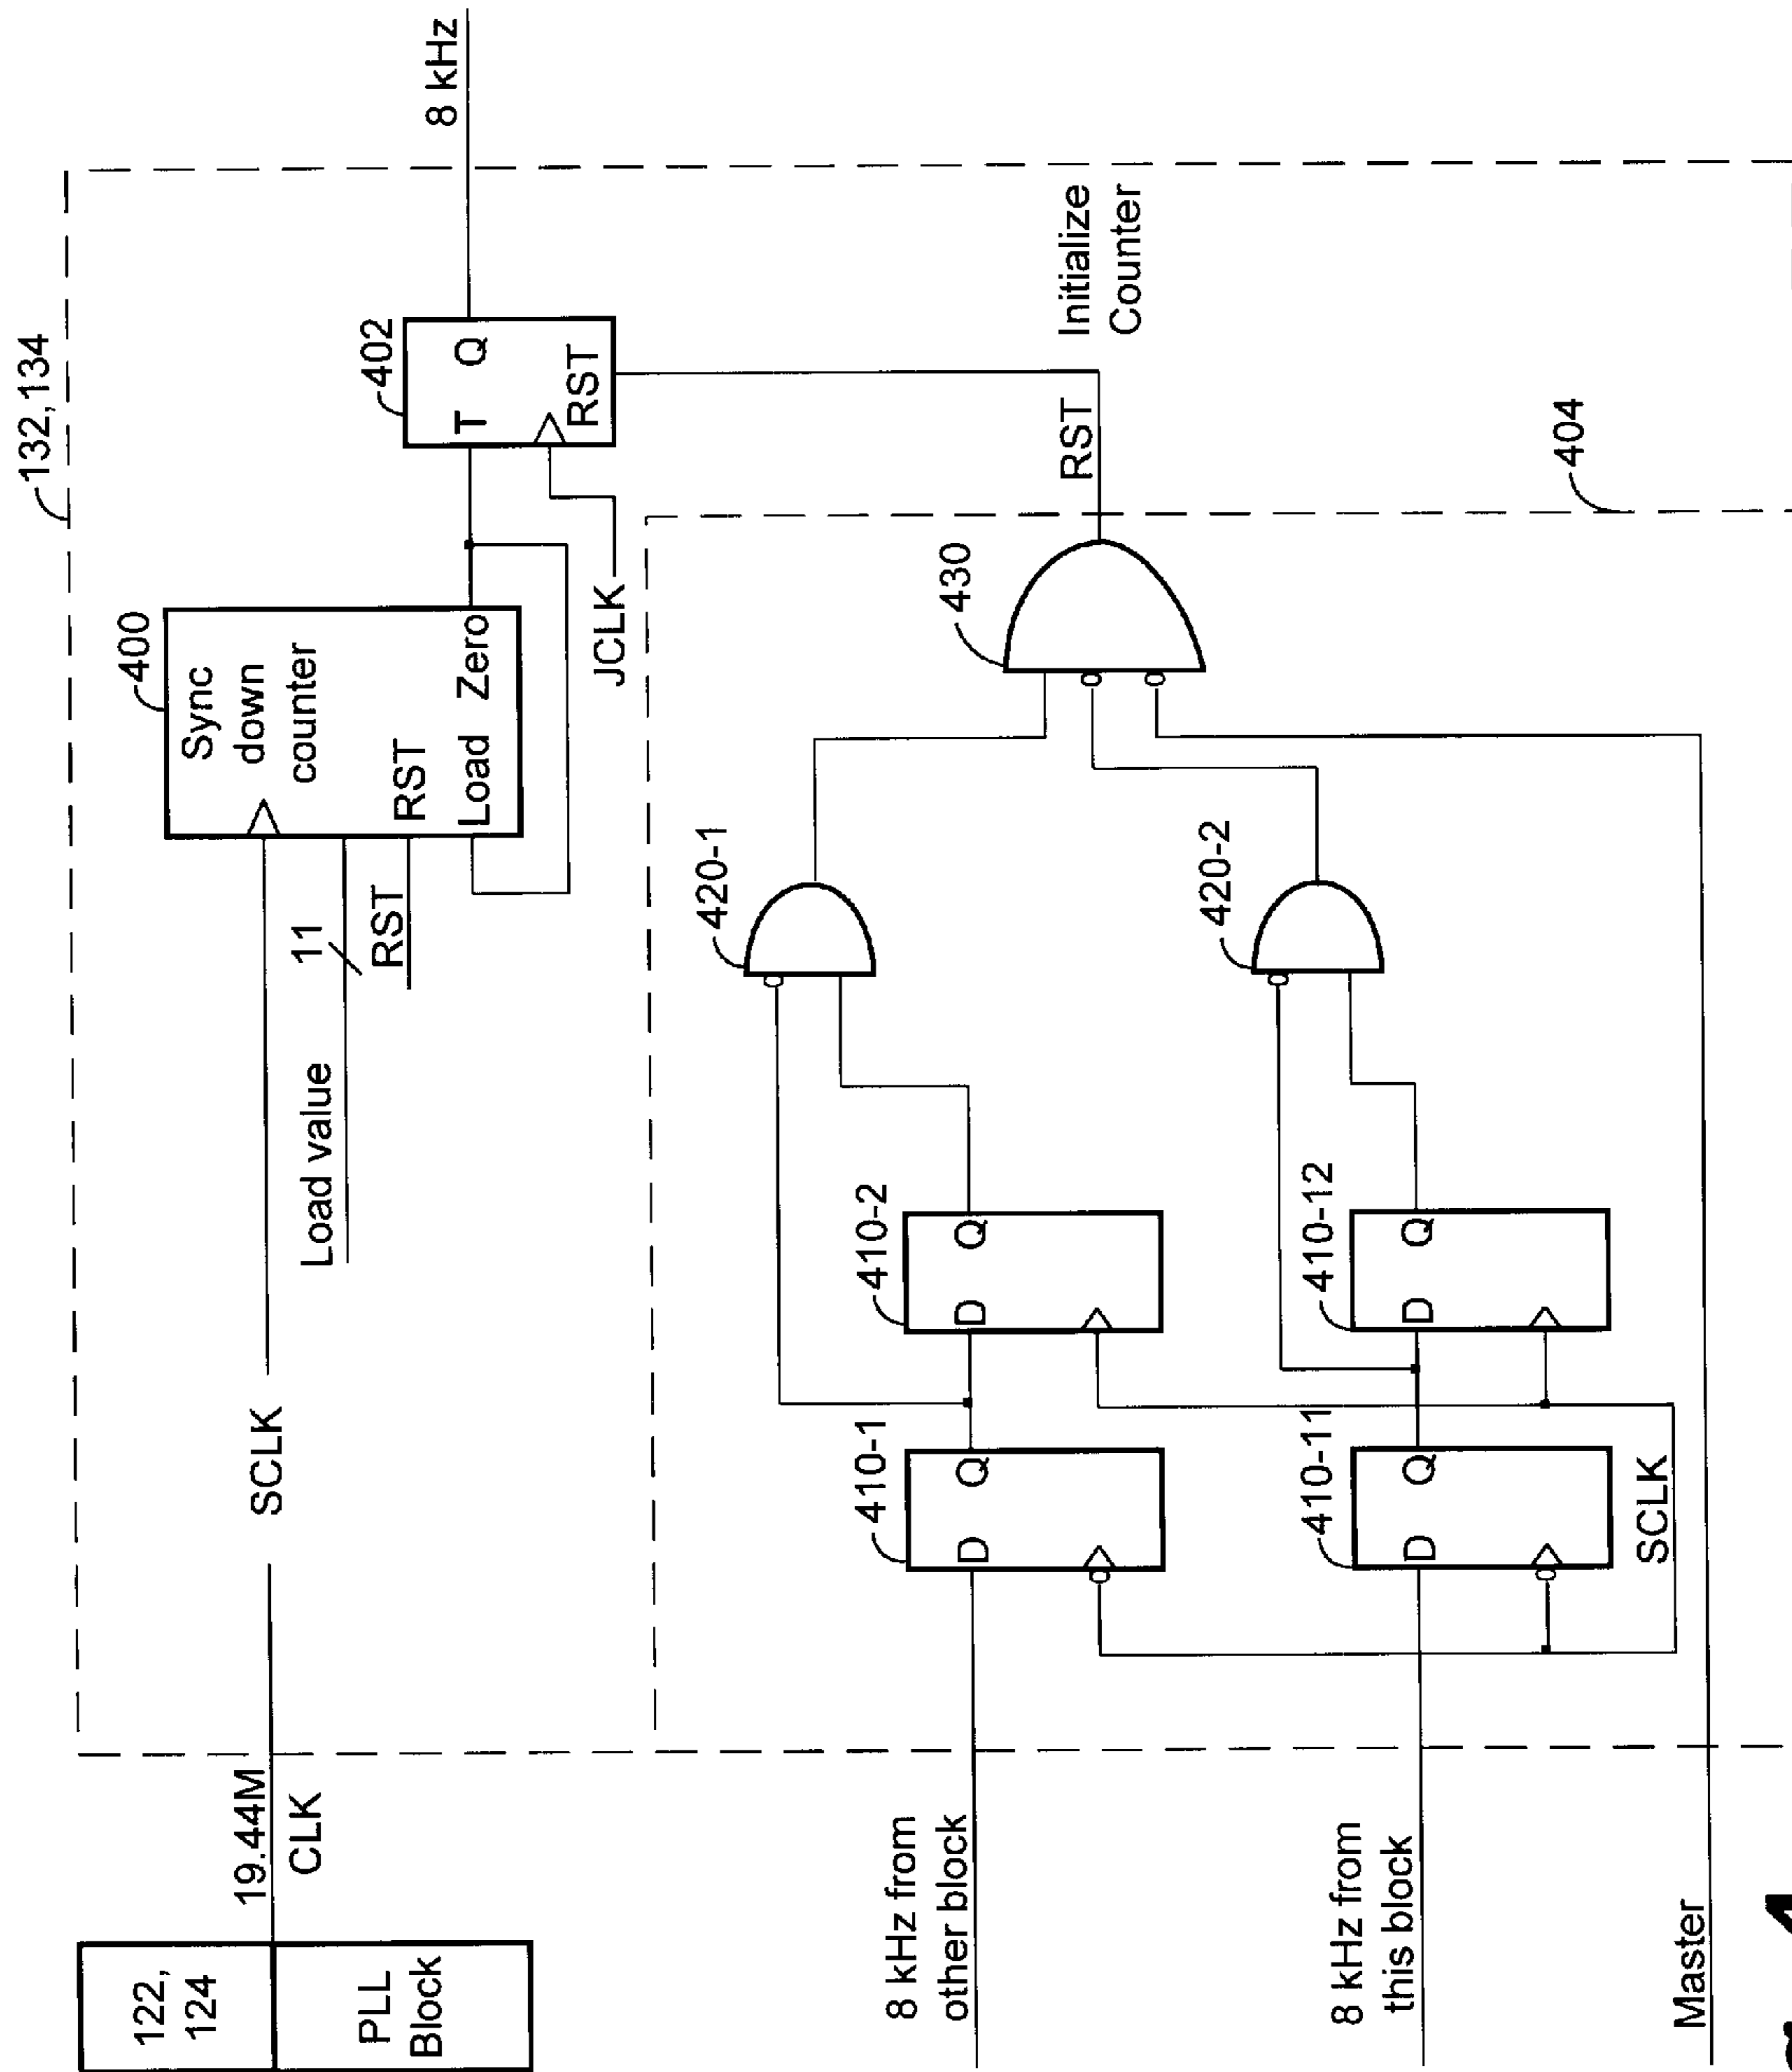 132,134
400
Sync
down
counter
RST
Load Zero
402
T Q
RST
8 kHz
JCLK
SCLK
Load value
11
RST
19.44M
CLK
122,
124
PLL
Block
Initialize
Counter
RST
404
430
420-1
420-2
410-1
D Q
410-2
D Q
410-11
D Q
410-12
D Q
SCLK
8 kHz from
other block
8 kHz from
this block
Master